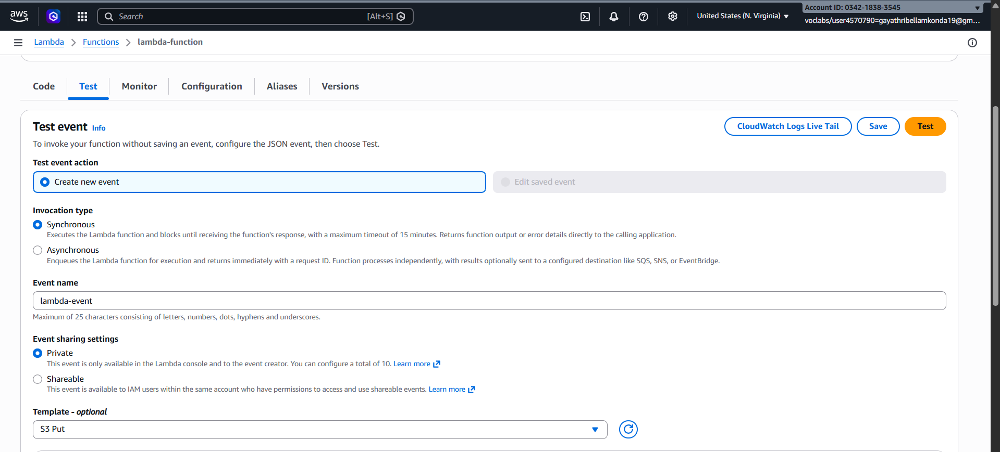 aws
Search [Alt+S]
United States (N. Virginia)
Account ID: 0342-1838-3545
voclabs/user4570790=gayathribellamkonda19@gm...
Lambda Functions lambda-function
Code Test Monitor Configuration Aliases Versions
Test event Info
CloudWatch Logs Live Tail Save Test
To invoke your function without saving an event, configure the JSON event, then choose Test.
Test event action
Create new event Edit saved event
Invocation type
Synchronous
Executes the Lambda function and blocks until receiving the function's response, with a maximum timeout of 15 minutes. Returns function output or error details directly to the calling application.
Asynchronous
Enqueues the Lambda function for execution and returns immediately with a request ID. Function processes independently, with results optionally sent to a configured destination like SQS, SNS, or EventBridge.
Event name
lambda-event
Maximum of 25 characters consisting of letters, numbers, dots, hyphens and underscores.
Event sharing settings
Private
This event is only available in the Lambda console and to the event creator. You can configure a total of 10. Learn more
Shareable
This event is available to IAM users within the same account who have permissions to access and use shareable events. Learn more
Template - optional
S3 Put